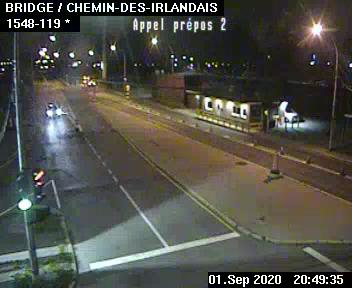 BRIDGE / CHEMIN-DES-IRLANDAIS
1548-119 *
Appel prépos 2
01.Sep 2020 20:49:35